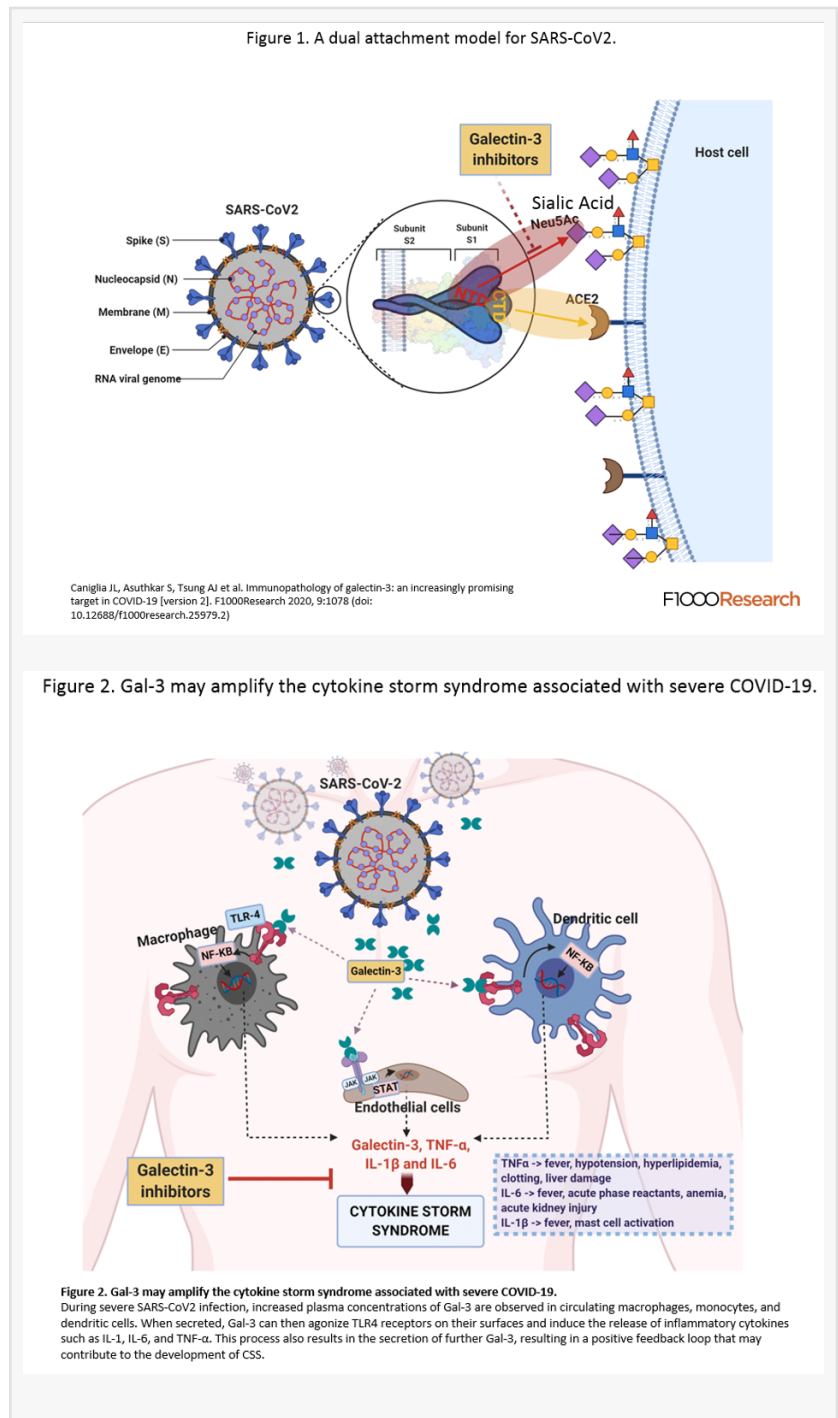 Figure 1. A dual attachment model for SARS-CoV2.
Galectin-3
inhibitors
Host cell
SARS-CoV2
Sialic Acid
Neu5Ac
Subunit
S2
Subunit
S1
Spike (S)
Nucleocapsid (N)
Membrane (M)
Envelope (E)
RNA viral genome
NTD
CTD
ACE2
Caniglia JL, Asuthkar S, Tsung AJ et al. Immunopathology of galectin-3: an increasingly promising
target in COVID-19 [version 2]. F1000Research 2020, 9:1078 (doi:
10.12688/f1000research.25979.2)
F1000Research
Figure 2. Gal-3 may amplify the cytokine storm syndrome associated with severe COVID-19.
SARS-CoV-2
TLR-4
Macrophage
NF-KB
Dendritic cell
NF-KB
Galectin-3
JAK
JAK
STAT
Endothelial cells
Galectin-3, TNF-α,
IL-1β and IL-6
Galectin-3
inhibitors
CYTOKINE STORM
SYNDROME
TNFα -> fever, hypotension, hyperlipidemia,
clotting, liver damage
IL-6 -> fever, acute phase reactants, anemia,
acute kidney injury
IL-1β -> fever, mast cell activation
Figure 2. Gal-3 may amplify the cytokine storm syndrome associated with severe COVID-19.
During severe SARS-CoV2 infection, increased plasma concentrations of Gal-3 are observed in circulating macrophages, monocytes, and
dendritic cells. When secreted, Gal-3 can then agonize TLR4 receptors on their surfaces and induce the release of inflammatory cytokines
such as IL-1, IL-6, and TNF-α. This process also results in the secretion of further Gal-3, resulting in a positive feedback loop that may
contribute to the development of CSS.